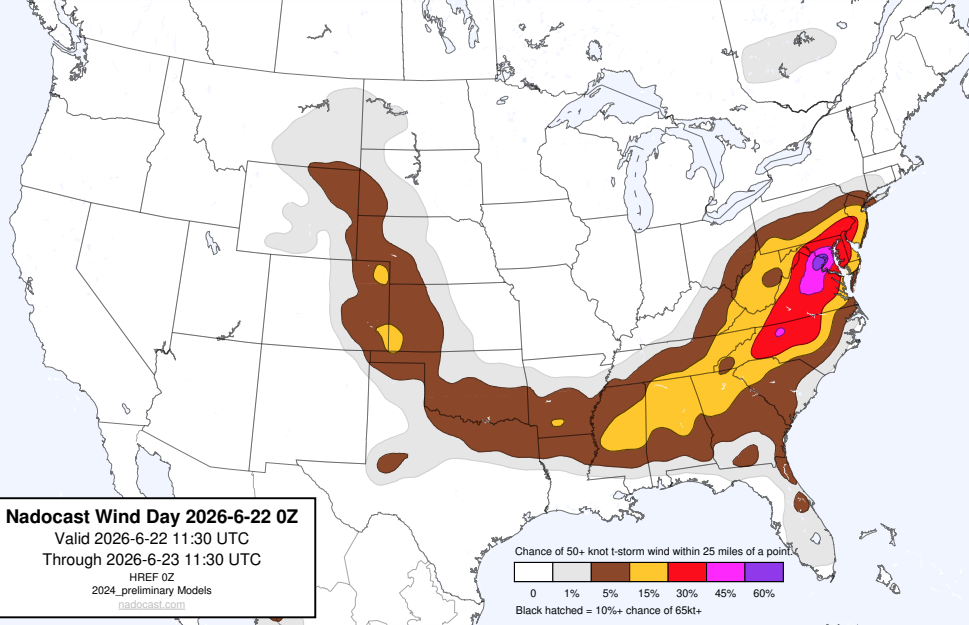 Nadocast Wind Day 2026-6-22 0Z
Valid 2026-6-22 11:30 UTC
Through 2026-6-23 11:30 UTC
HREF 0Z
2024_preliminary Models
nadocast.com
Chance of 50+ knot t-storm wind within 25 miles of a point.
0 1% 5% 15% 30% 45% 60%
Black hatched = 10%+ chance of 65kt+